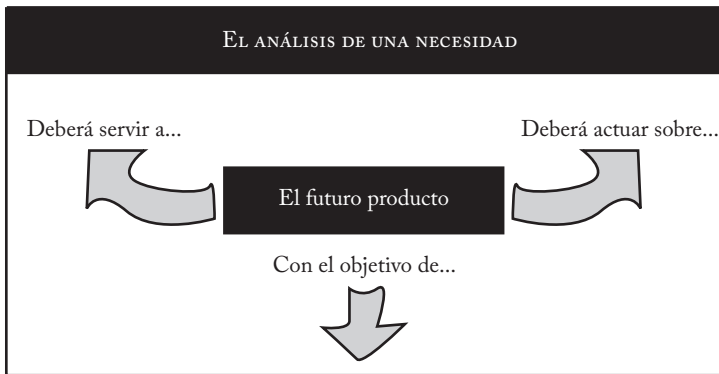 El análisis de una necesidad
Deberá servir a...
Deberá actuar sobre...
El futuro producto
Con el objetivo de...